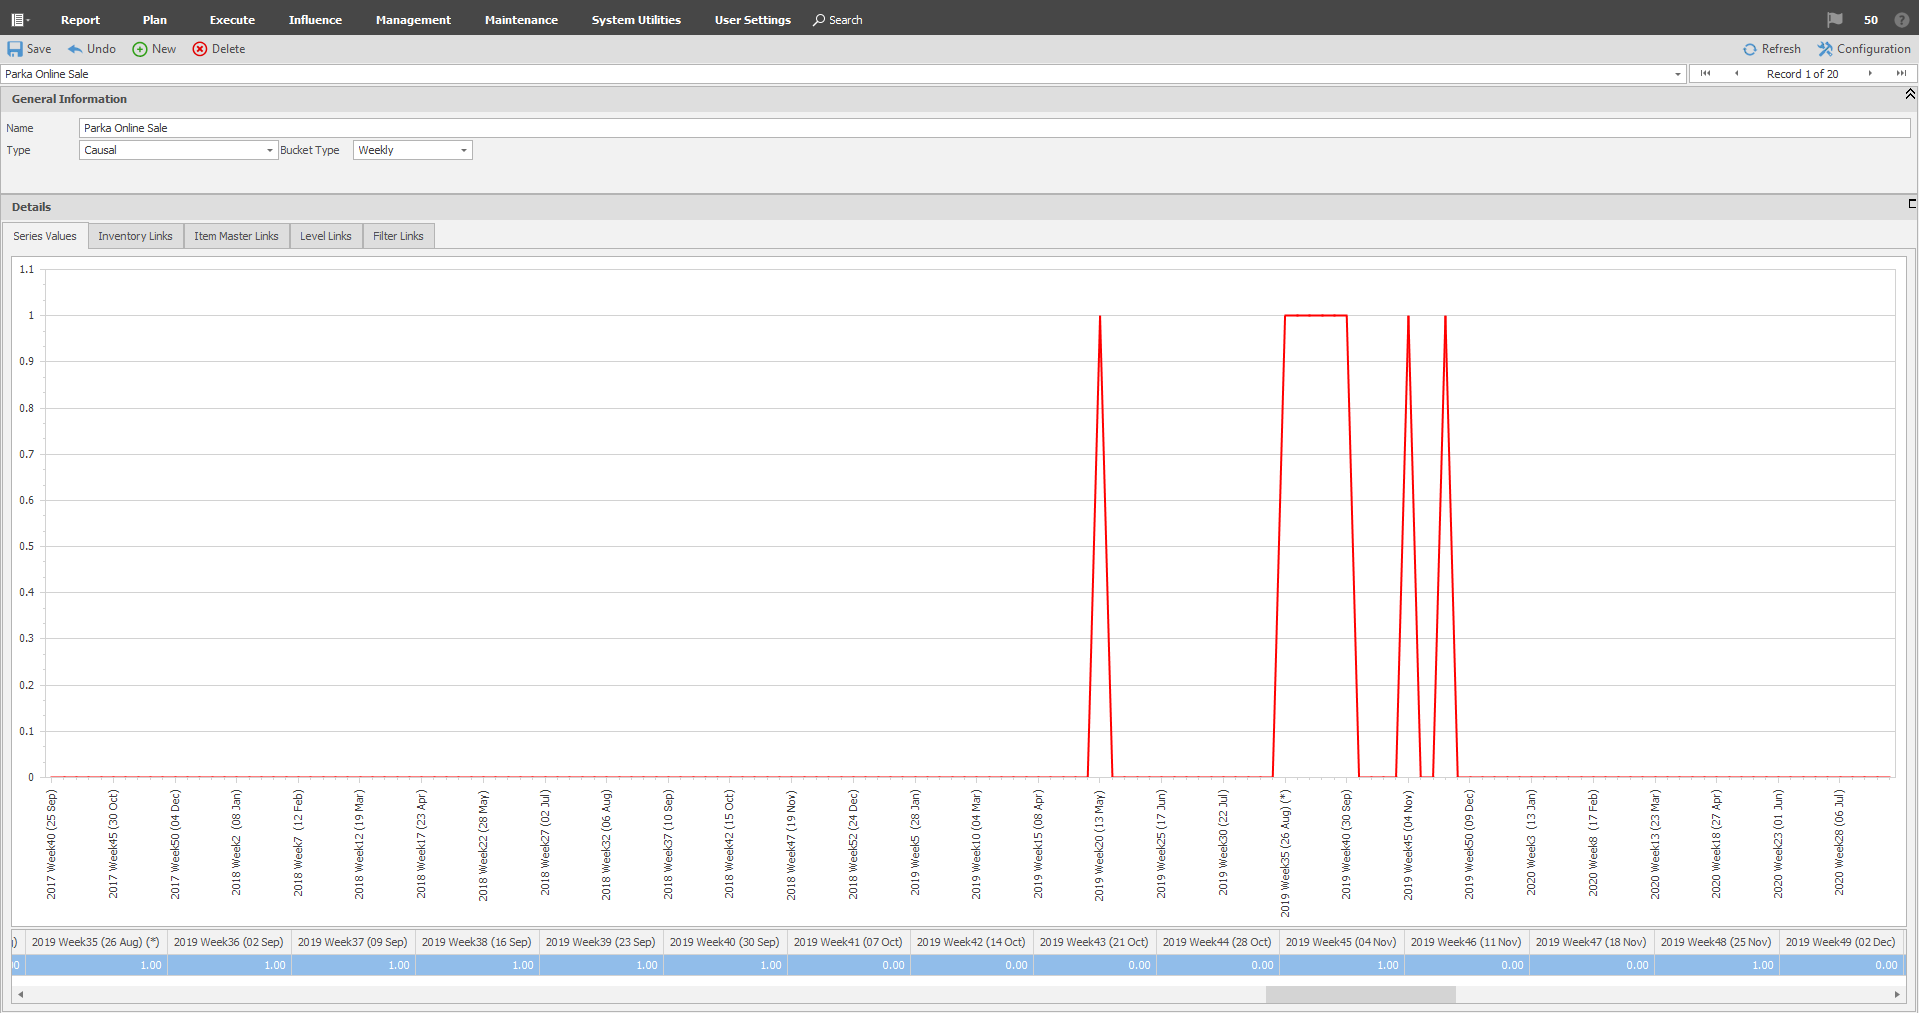 Report Plan Execute Influence Management Maintenance System Utilities User Settings Search 50 ?
Save Undo New Delete Refresh Configuration
Parka Online Sale Record 1 of 20
General Information
Name Parka Online Sale
Type Causal Bucket Type Weekly
Details
Series Values Inventory Links Item Master Links Level Links Filter Links
1.1
1
0.9
0.8
0.7
0.6
0.5
0.4
0.3
0.2
0.1
0
2017 Week40 (25 Sep)
2017 Week45 (30 Oct)
2017 Week50 (04 Dec)
2018 Week2 (08 Jan)
2018 Week7 (12 Feb)
2018 Week12 (19 Mar)
2018 Week17 (23 Apr)
2018 Week22 (28 May)
2018 Week27 (02 Jul)
2018 Week32 (06 Aug)
2018 Week37 (10 Sep)
2018 Week42 (15 Oct)
2018 Week47 (19 Nov)
2018 Week52 (24 Dec)
2019 Week5 (28 Jan)
2019 Week10 (04 Mar)
2019 Week15 (08 Apr)
2019 Week20 (13 May)
2019 Week25 (17 Jun)
2019 Week30 (22 Jul)
2019 Week35 (26 Aug) (*)
2019 Week40 (30 Sep)
2019 Week45 (04 Nov)
2019 Week50 (09 Dec)
2020 Week3 (13 Jan)
2020 Week8 (17 Feb)
2020 Week13 (23 Mar)
2020 Week18 (27 Apr)
2020 Week23 (01 Jun)
2020 Week28 (06 Jul)
2019 Week35 (26 Aug) (*) 2019 Week36 (02 Sep) 2019 Week37 (09 Sep) 2019 Week38 (16 Sep) 2019 Week39 (23 Sep) 2019 Week40 (30 Sep) 2019 Week41 (07 Oct) 2019 Week42 (14 Oct) 2019 Week43 (21 Oct) 2019 Week44 (28 Oct) 2019 Week45 (04 Nov) 2019 Week46 (11 Nov) 2019 Week47 (18 Nov) 2019 Week48 (25 Nov) 2019 Week49 (02 Dec)
1.00 1.00 1.00 1.00 1.00 1.00 0.00 0.00 0.00 0.00 1.00 0.00 0.00 1.00 0.00